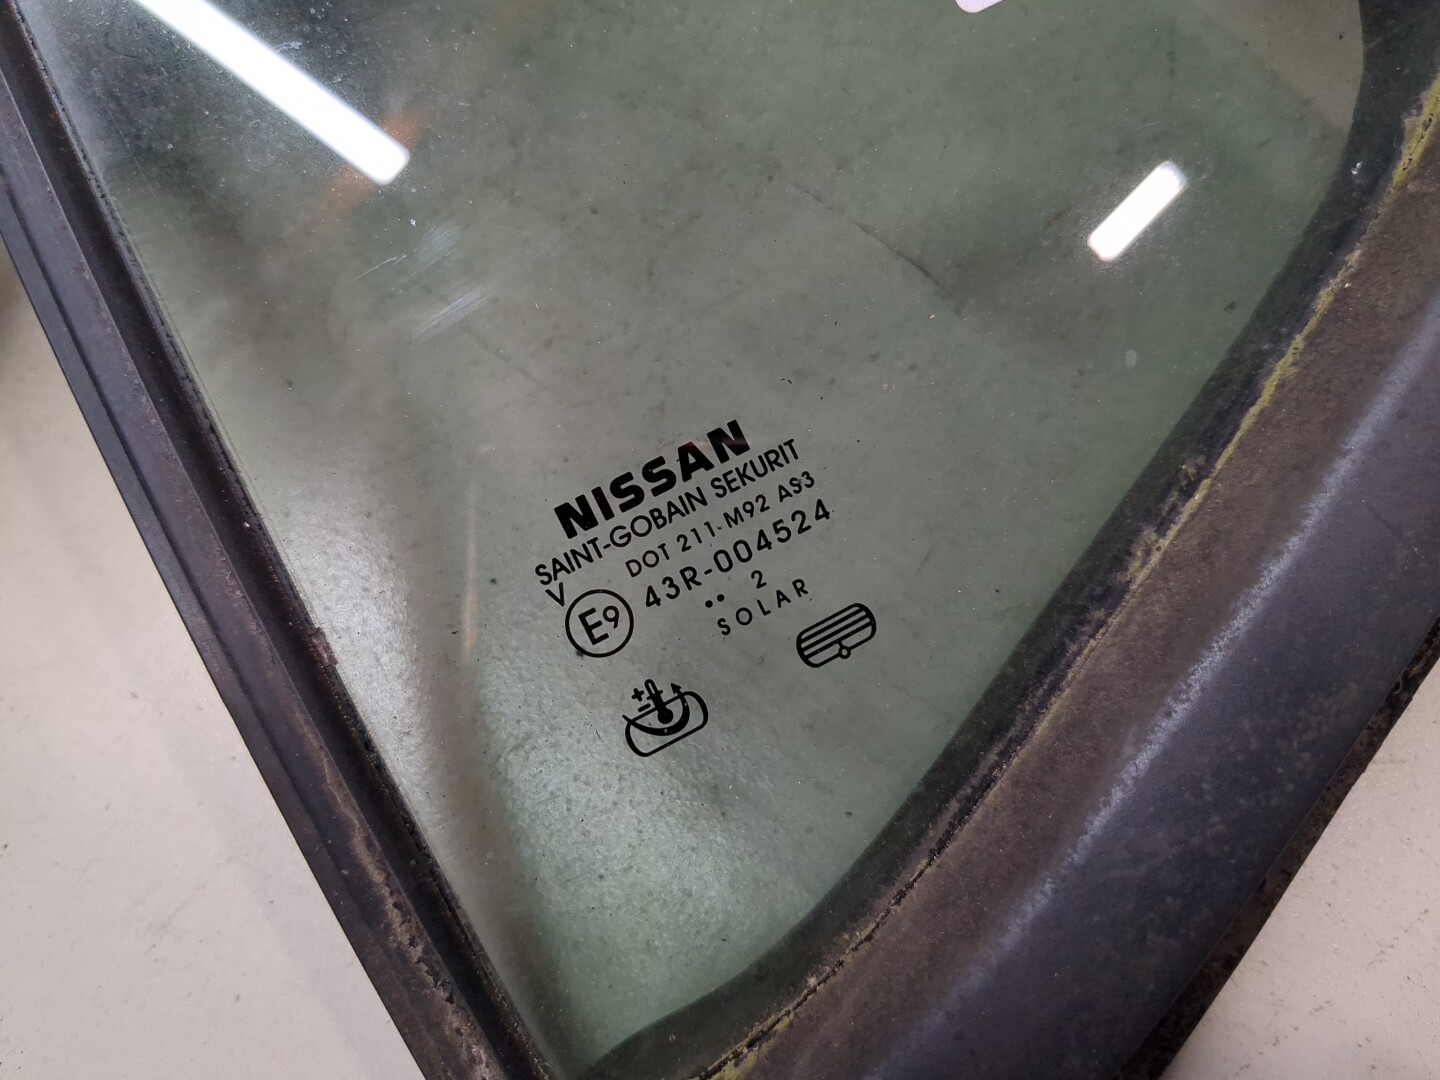 NISSAN
SAINT-GOBAIN SEKURIT
DOT 211-M92 AS3
V
E9
43R-004524
.. 2
SOLAR